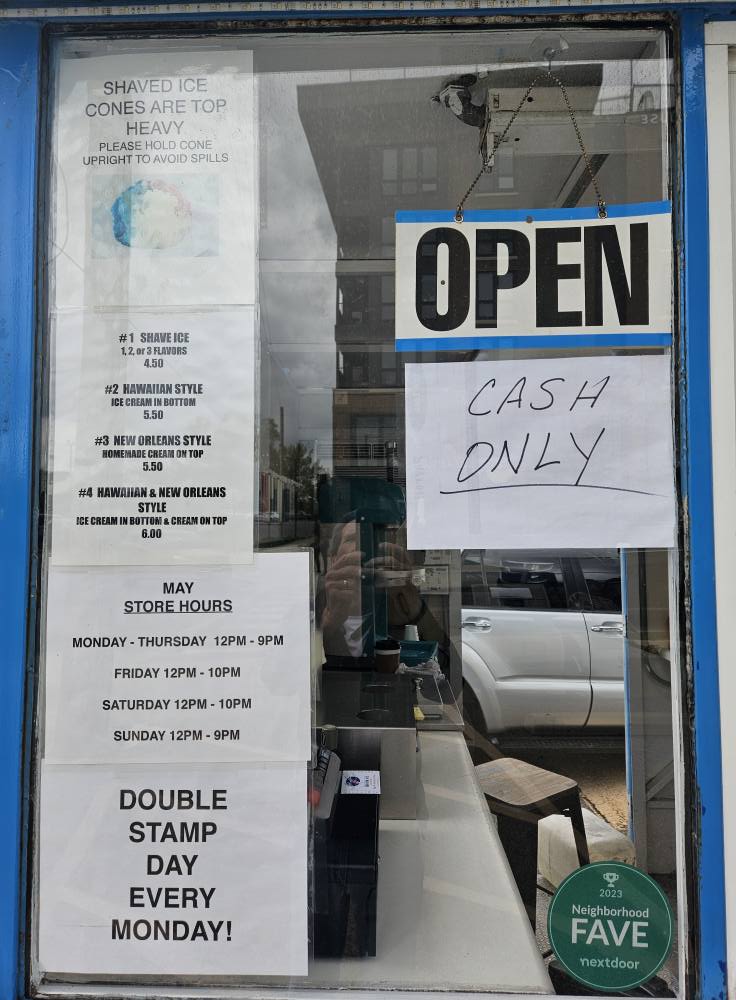 SHAVED ICE
CONES ARE TOP
HEAVY
PLEASE HOLD CONE
UPRIGHT TO AVOID SPILLS
#1 SHAVE ICE
1, 2, or 3 FLAVORS
4.50
#2 HAWAIIAN STYLE
ICE CREAM IN BOTTOM
5.50
#3 NEW ORLEANS STYLE
HOMEMADE CREAM ON TOP
5.50
#4 HAWAIIAN & NEW ORLEANS
STYLE
ICE CREAM IN BOTTOM & CREAM ON TOP
6.00
MAY
STORE HOURS
MONDAY - THURSDAY 12PM - 9PM
FRIDAY 12PM - 10PM
SATURDAY 12PM - 10PM
SUNDAY 12PM - 9PM
DOUBLE
STAMP
DAY
EVERY
MONDAY!
OPEN
CASH
ONLY
2023
Neighborhood
FAVE
nextdoor